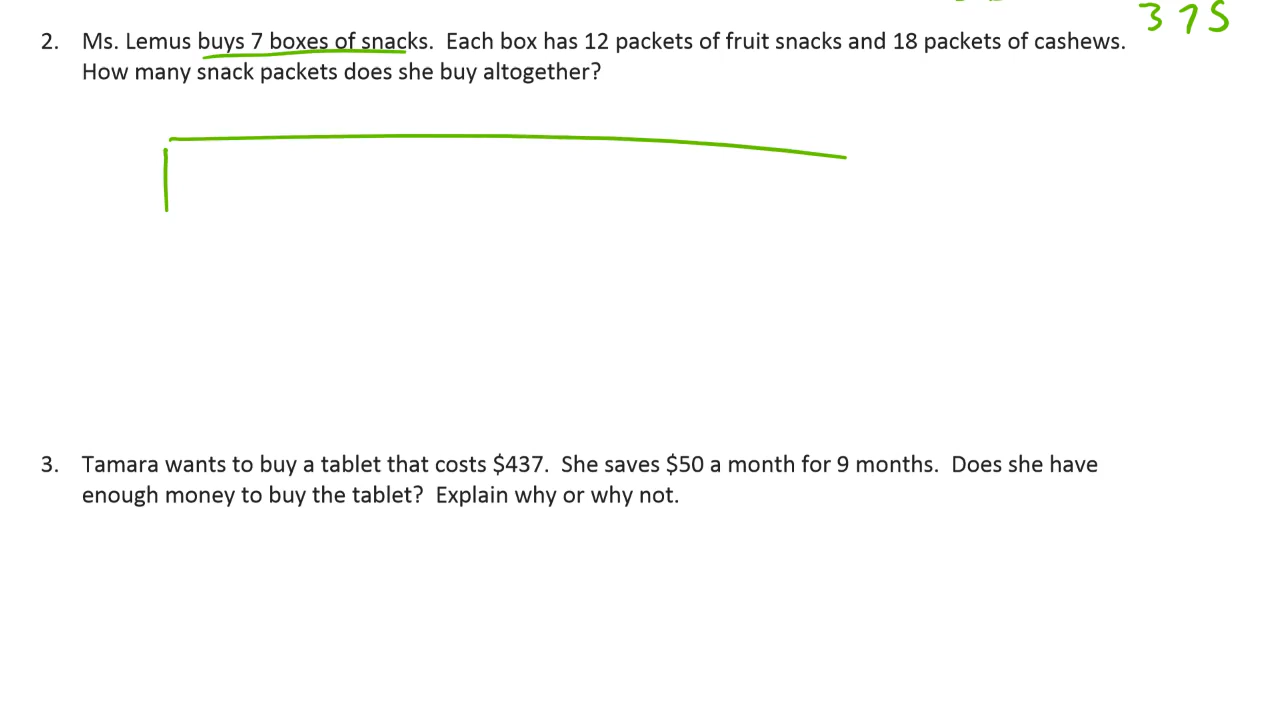 375
2. Ms. Lemus buys 7 boxes of snacks. Each box has 12 packets of fruit snacks and 18 packets of cashews.
How many snack packets does she buy altogether?
3. Tamara wants to buy a tablet that costs $437. She saves $50 a month for 9 months. Does she have
enough money to buy the tablet? Explain why or why not.